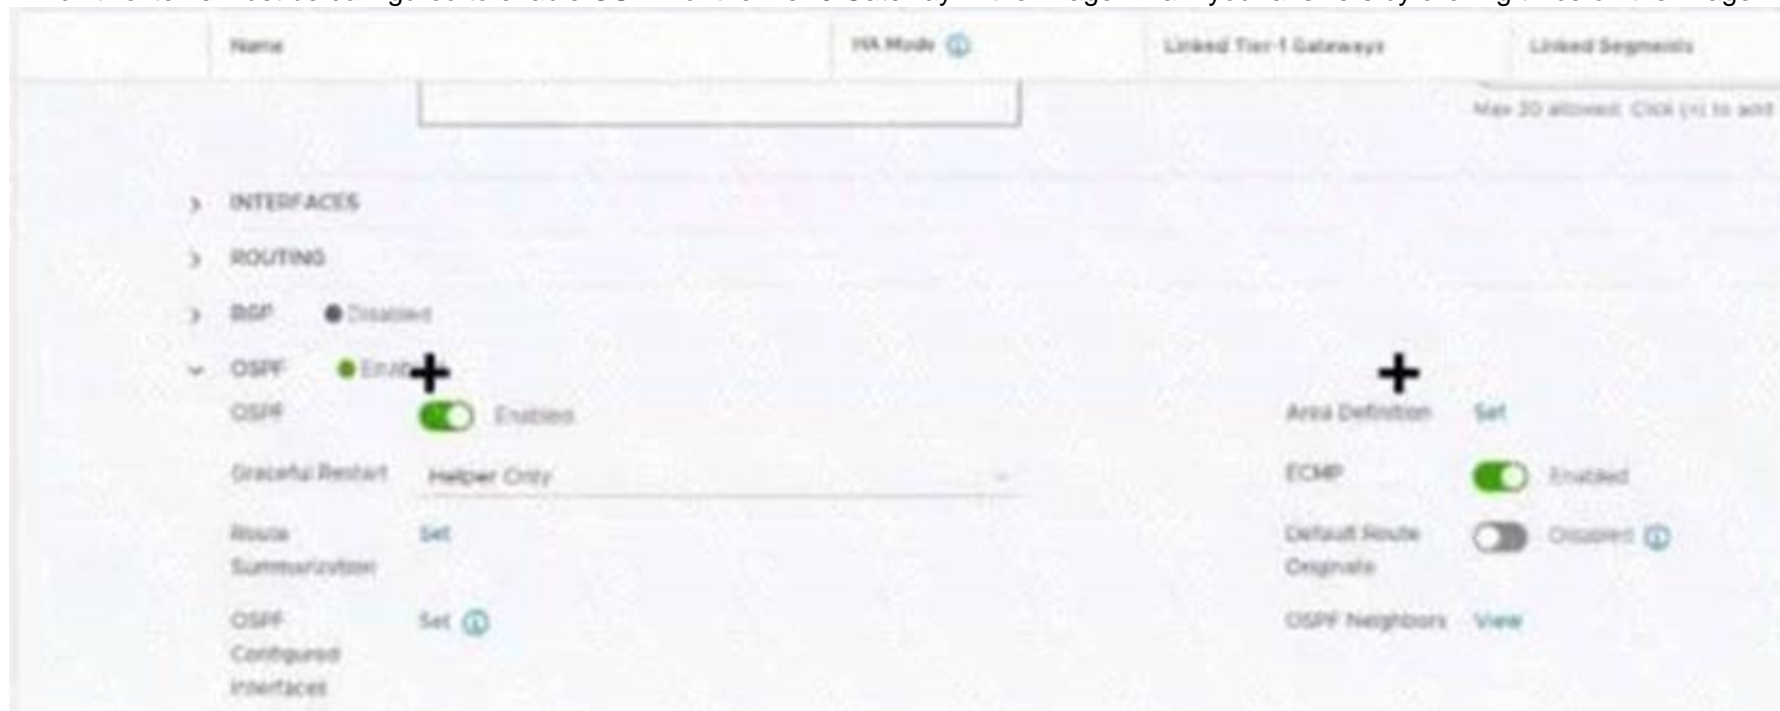 Name HA Mode Linked Tier-1 Gateways Linked Segments
Max 30 allowed. Click (+) to add
INTERFACES
ROUTING
BGP Disabled
OSPF
OSPF Enabled Area Definition Set
Graceful Restart Helper Only ECMP Enabled
Route Summarization Set Default Route Originate Disabled
OSPF Configured Interfaces Set OSPF Neighbors View